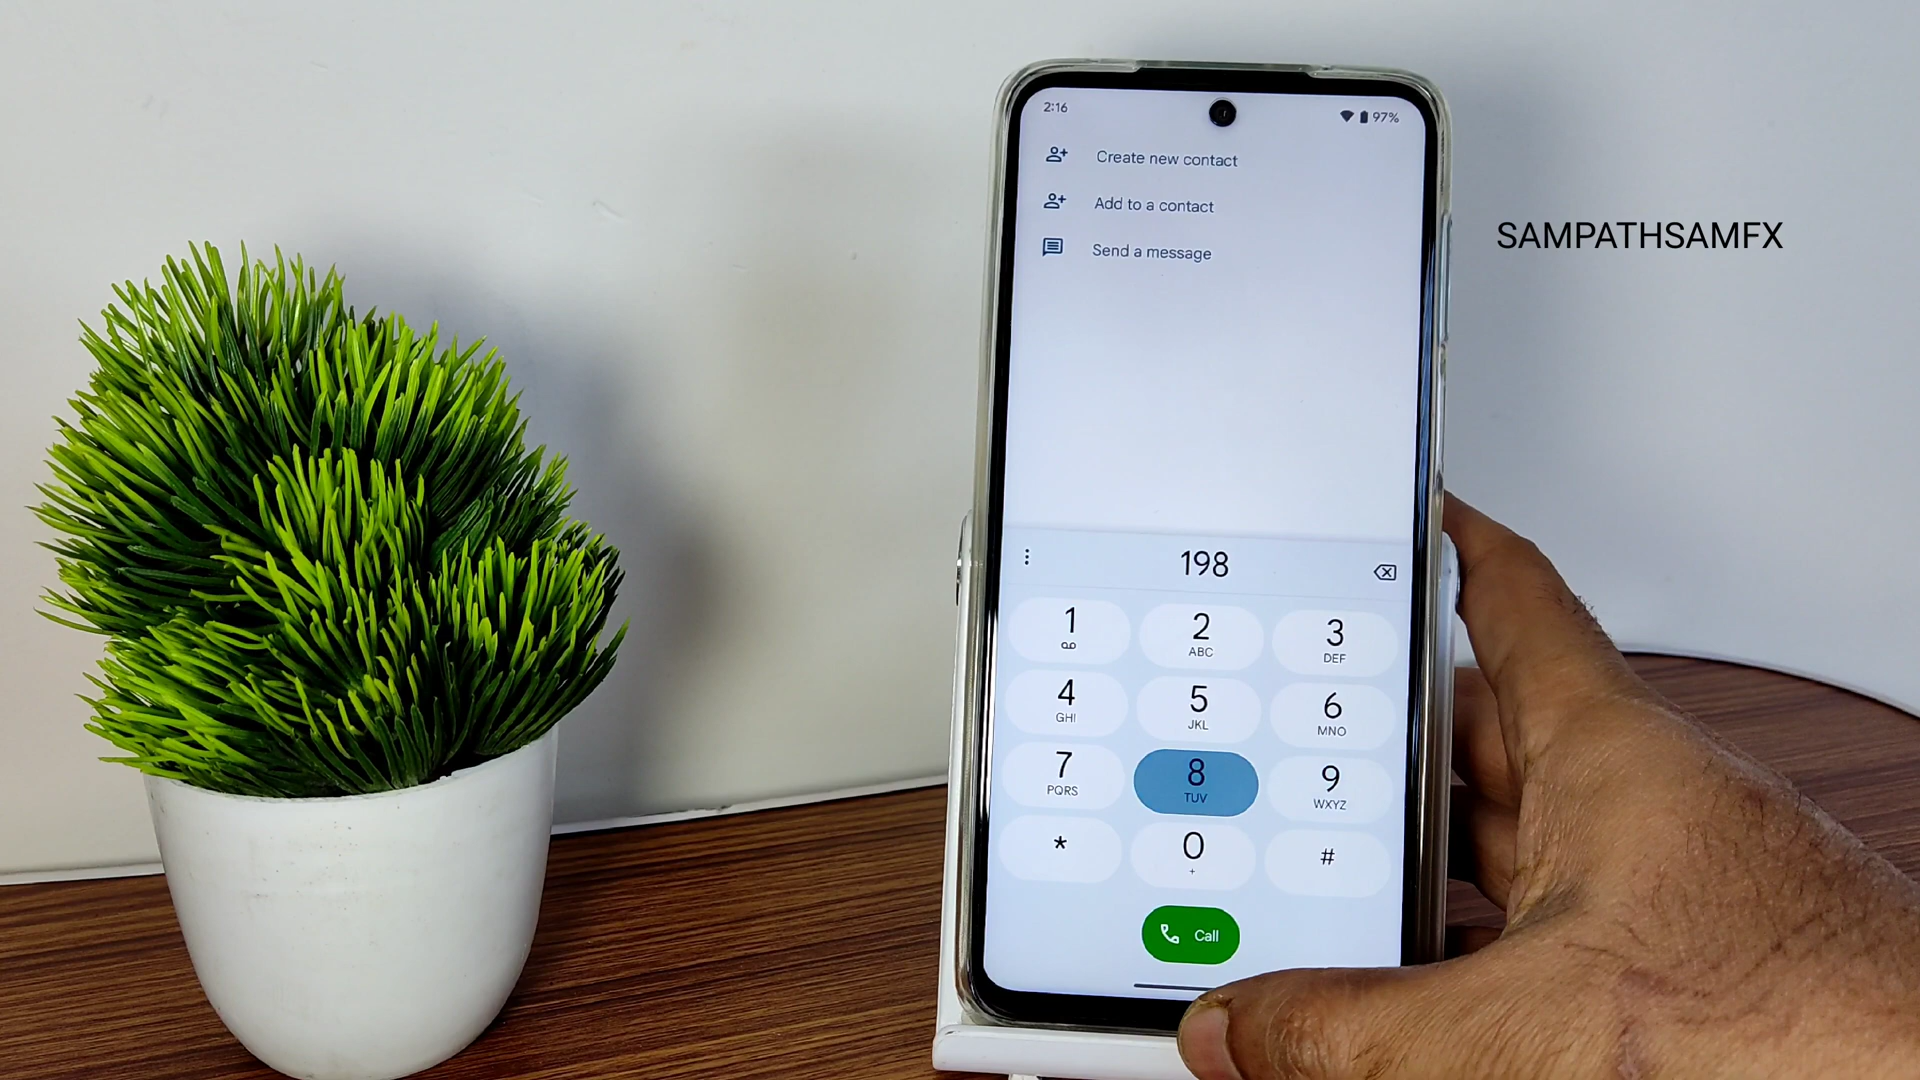 2:16
97%
Create new contact
Add to a contact
Send a message
SAMPATHSAMFX
198
1
2 ABC
3 DEF
4 GHI
5 JKL
6 MNO
7 PQRS
8 TUV
9 WXYZ
*
0 +
#
Call